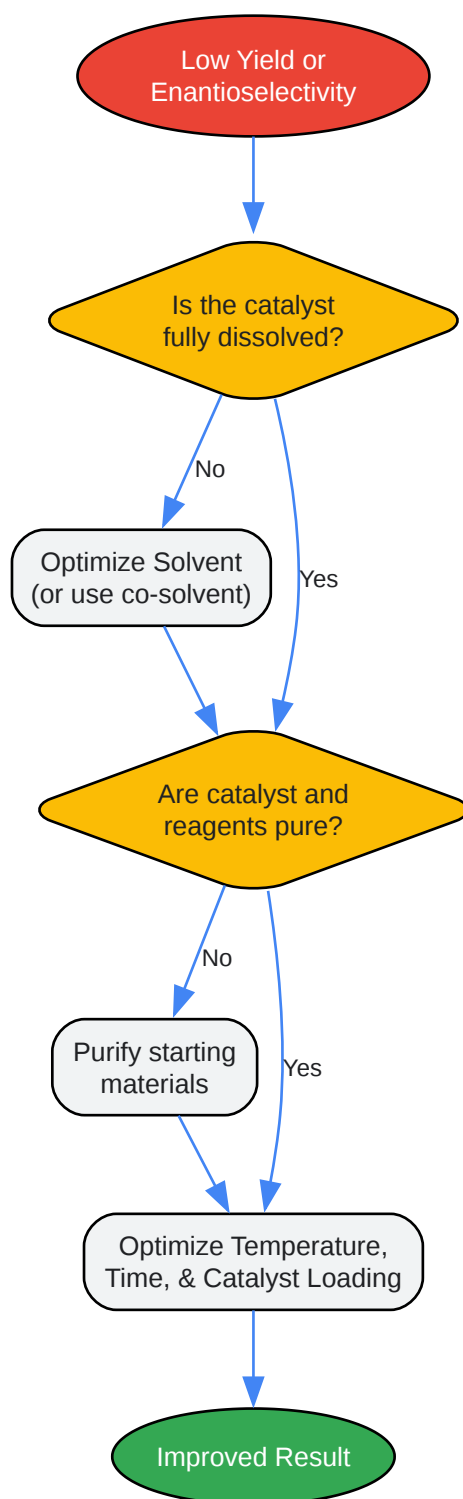 Low Yield or
Enantioselectivity
Is the catalyst
fully dissolved?
No
Optimize Solvent
(or use co-solvent)
Yes
Are catalyst and
reagents pure?
No
Purify starting
materials
Yes
Optimize Temperature,
Time, & Catalyst Loading
Improved Result